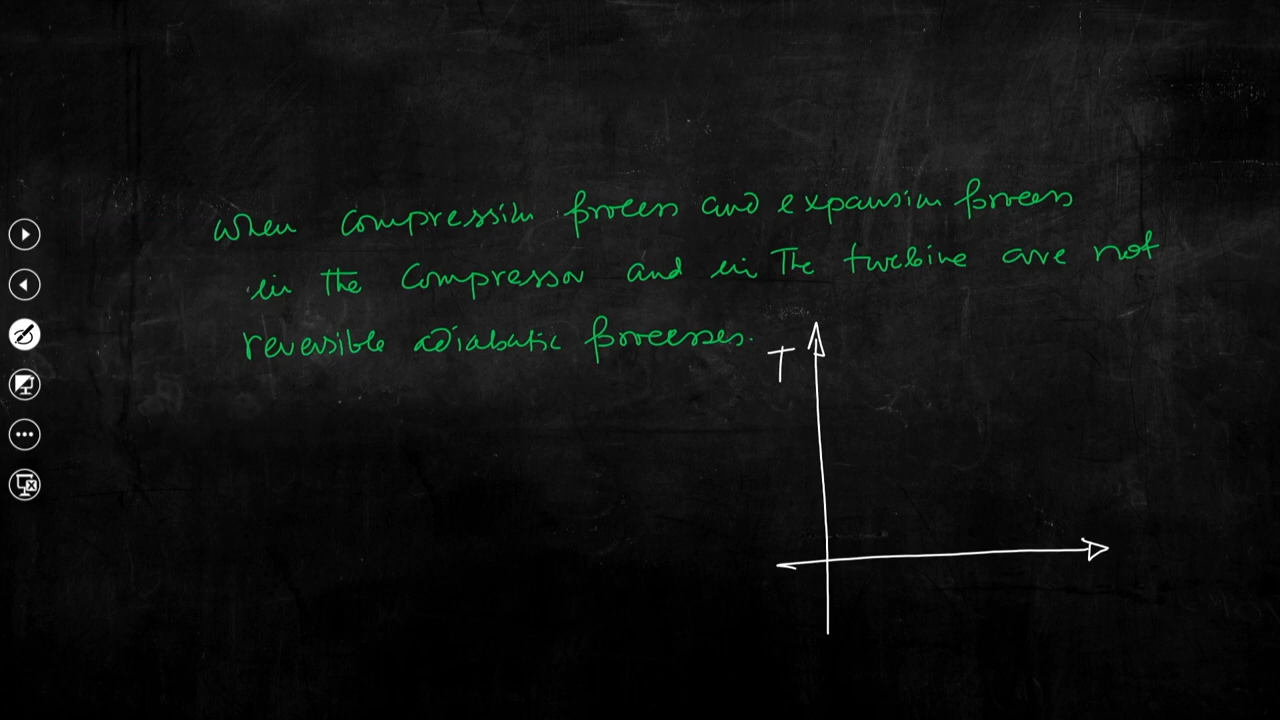 when compression process and expansion process
in the compressor and in The turbine are not
reversible adiabatic processes.
T